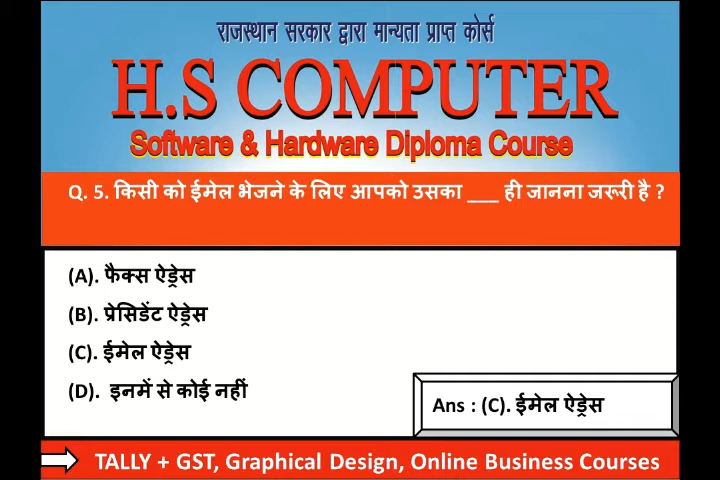 राजस्थान सरकार द्वारा मान्यता प्राप्त कोर्स
H.S COMPUTER
Software & Hardware Diploma Course
Q. 5. किसी को ईमेल भेजने के लिए आपको उसका ___ ही जानना जरूरी है ?
(A). फैक्स ऐड्रेस
(B). प्रेसिडेंट ऐड्रेस
(C). ईमेल ऐड्रेस
(D). इनमें से कोई नहीं
Ans : (C). ईमेल ऐड्रेस
TALLY + GST, Graphical Design, Online Business Courses